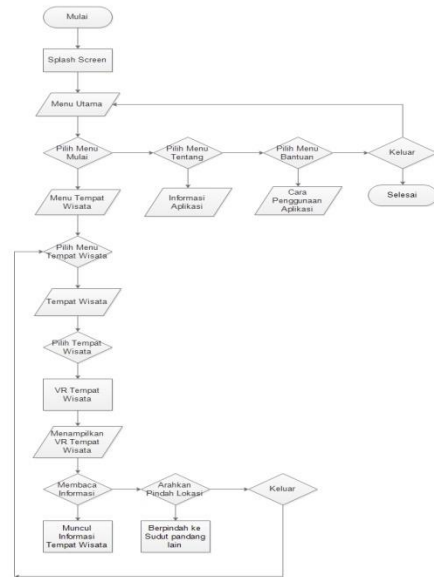 Mulai
Splash Screen
Menu Utama
Pilih Menu
Mulai
Pilih Menu
Tentang
Pilih Menu
Bantuan
Keluar
Menu Tempat
Wisata
Informasi
Aplikasi
Cara
Penggunaan
Aplikasi
Selesai
Pilih Menu
Tempat Wisata
Tempat Wisata
Pilih Tempat
Wisata
VR Tempat
Wisata
Menampilkan
VR Tempat
Wisata
Membaca
Informasi
Arahkan
Pindah Lokasi
Keluar
Muncul
Informasi
Tempat Wisata
Berpindah ke
Sudut pandang
lain